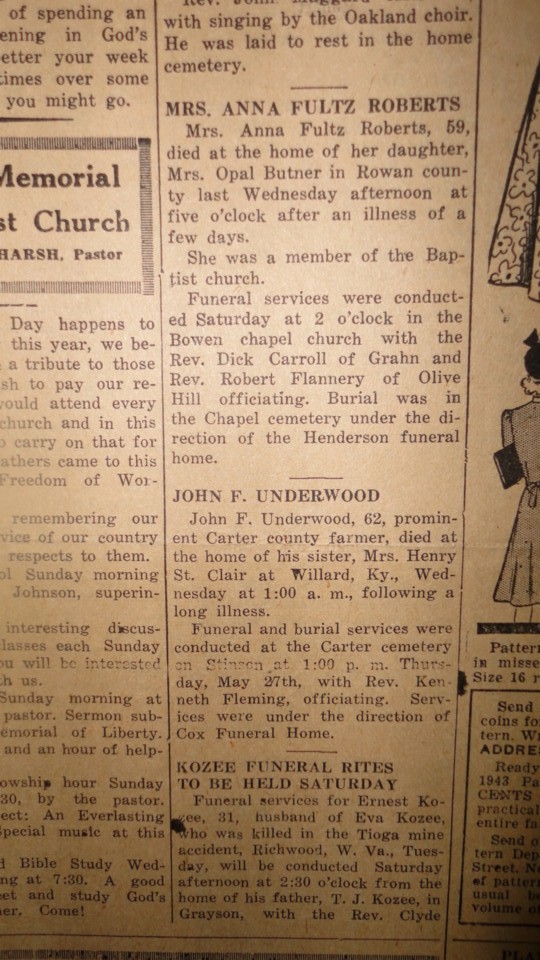 of spending an
ening in God's
etter your week
times over some
you might go.
Memorial
st Church
HARSH, Pastor
Day happens to
this year, we be-
a tribute to those
sh to pay our re-
would attend every
church and in this
o carry on that for
athers came to this
Freedom of Wor-
remembering our
vice of our country
respects to them.
ol Sunday morning
Johnson, superin-
interesting discus-
lasses each Sunday
ou will be interested
th us.
Sunday morning at
pastor. Sermon sub-
emorial of Liberty.
and an hour of help-
owship hour Sunday
30, by the pastor.
ect: An Everlasting
Special music at this
d Bible Study Wed-
ng at 7:30. A good
eet and study God's
her. Come!
with singing by the Oakland choir.
He was laid to rest in the home
cemetery.
MRS. ANNA FULTZ ROBERTS
Mrs. Anna Fultz Roberts, 59,
died at the home of her daughter,
Mrs. Opal Butner in Rowan coun-
ty last Wednesday afternoon at
five o'clock after an illness of a
few days.
She was a member of the Bap-
tist church.
Funeral services were conduct-
ed Saturday at 2 o'clock in the
Bowen chapel church with the
Rev. Dick Carroll of Grahn and
Rev. Robert Flannery of Olive
Hill officiating. Burial was in
the Chapel cemetery under the di-
rection of the Henderson funeral
home.
JOHN F. UNDERWOOD
John F. Underwood, 62, promin-
ent Carter county farmer, died at
the home of his sister, Mrs. Henry
St. Clair at Willard, Ky., Wed-
nesday at 1:00 a. m., following a
long illness.
Funeral and burial services were
conducted at the Carter cemetery
on Stinson at 1:00 p. m. Thurs-
day, May 27th, with Rev. Ken-
neth Fleming, officiating. Serv-
ices were under the direction of
Cox Funeral Home.
KOZEE FUNERAL RITES
TO BE HELD SATURDAY
Funeral services for Ernest Ko-
zee, 31, husband of Eva Kozee,
who was killed in the Tioga mine
accident, Richwood, W. Va., Tues-
day, will be conducted Saturday
afternoon at 2:30 o'clock from the
home of his father, T. J. Kozee, in
Grayson, with the Rev. Clyde
Pattern
in misse
Size 16 r
Send
coins fo
tern. Wr
ADDRE
Ready
1943 Pa
CENTS
practical
entire fa
Send
tern Dep
Street, N
of patter
usual be
volume o